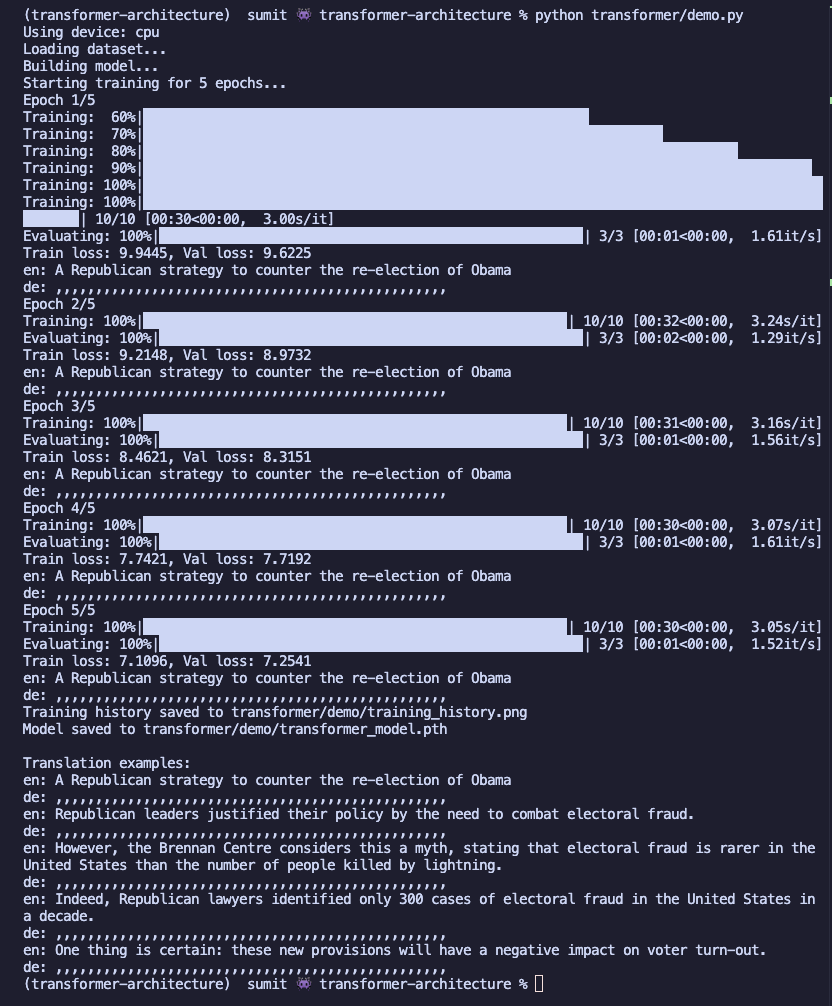 (transformer-architecture) sumit 👾 transformer-architecture % python transformer/demo.py
Using device: cpu
Loading dataset...
Building model...
Starting training for 5 epochs...
Epoch 1/5
Training:  60%|
Training:  70%|
Training:  80%|
Training:  90%|
Training: 100%|
Training: 100%|
| 10/10 [00:30<00:00,  3.00s/it]
Evaluating: 100%| | 3/3 [00:01<00:00,  1.61it/s]
Train loss: 9.9445, Val loss: 9.6225
en: A Republican strategy to counter the re-election of Obama
de: ,,,,,,,,,,,,,,,,,,,,,,,,,,,,,,,,,,,,,,,,,,,,,,,,,
Epoch 2/5
Training: 100%| | 10/10 [00:32<00:00,  3.24s/it]
Evaluating: 100%| | 3/3 [00:02<00:00,  1.29it/s]
Train loss: 9.2148, Val loss: 8.9732
en: A Republican strategy to counter the re-election of Obama
de: ,,,,,,,,,,,,,,,,,,,,,,,,,,,,,,,,,,,,,,,,,,,,,,,,,
Epoch 3/5
Training: 100%| | 10/10 [00:31<00:00,  3.16s/it]
Evaluating: 100%| | 3/3 [00:01<00:00,  1.56it/s]
Train loss: 8.4621, Val loss: 8.3151
en: A Republican strategy to counter the re-election of Obama
de: ,,,,,,,,,,,,,,,,,,,,,,,,,,,,,,,,,,,,,,,,,,,,,,,,,
Epoch 4/5
Training: 100%| | 10/10 [00:30<00:00,  3.07s/it]
Evaluating: 100%| | 3/3 [00:01<00:00,  1.61it/s]
Train loss: 7.7421, Val loss: 7.7192
en: A Republican strategy to counter the re-election of Obama
de: ,,,,,,,,,,,,,,,,,,,,,,,,,,,,,,,,,,,,,,,,,,,,,,,,,
Epoch 5/5
Training: 100%| | 10/10 [00:30<00:00,  3.05s/it]
Evaluating: 100%| | 3/3 [00:01<00:00,  1.52it/s]
Train loss: 7.1096, Val loss: 7.2541
en: A Republican strategy to counter the re-election of Obama
de: ,,,,,,,,,,,,,,,,,,,,,,,,,,,,,,,,,,,,,,,,,,,,,,,,,
Training history saved to transformer/demo/training_history.png
Model saved to transformer/demo/transformer_model.pth

Translation examples:
en: A Republican strategy to counter the re-election of Obama
de: ,,,,,,,,,,,,,,,,,,,,,,,,,,,,,,,,,,,,,,,,,,,,,,,,,
en: Republican leaders justified their policy by the need to combat electoral fraud.
de: ,,,,,,,,,,,,,,,,,,,,,,,,,,,,,,,,,,,,,,,,,,,,,,,,,
en: However, the Brennan Centre considers this a myth, stating that electoral fraud is rarer in the
United States than the number of people killed by lightning.
de: ,,,,,,,,,,,,,,,,,,,,,,,,,,,,,,,,,,,,,,,,,,,,,,,,,
en: Indeed, Republican lawyers identified only 300 cases of electoral fraud in the United States in
a decade.
de: ,,,,,,,,,,,,,,,,,,,,,,,,,,,,,,,,,,,,,,,,,,,,,,,,,
en: One thing is certain: these new provisions will have a negative impact on voter turn-out.
de: ,,,,,,,,,,,,,,,,,,,,,,,,,,,,,,,,,,,,,,,,,,,,,,,,,
(transformer-architecture) sumit 👾 transformer-architecture %